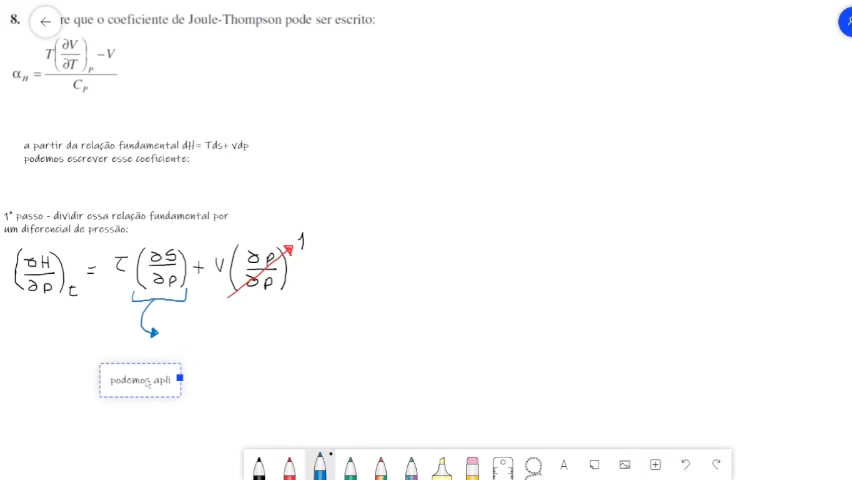 8. re que o coeficiente de Joule-Thompson pode ser escrito:
α_H = (T(∂V/∂T)_p − V) / C_p
a partir da relação fundamental dH= Tds+ vdp
podemos escrever esse coeficiente:
1° passo - dividir essa relação fundamental por
um diferencial de pressão:
(∂H/∂p)_t = T (∂S/∂p) + V (∂p/∂p) 1
podemos apli
A